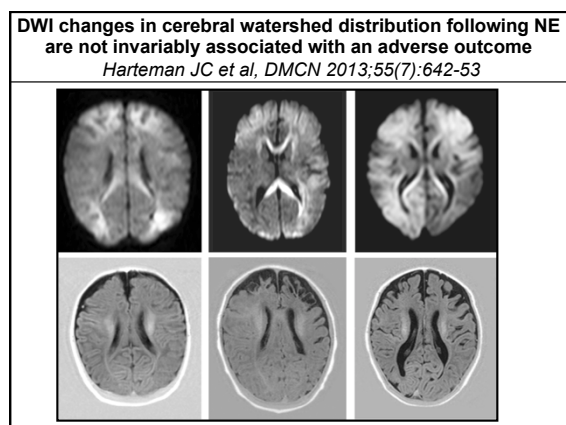 DWI changes in cerebral watershed distribution following NE
are not invariably associated with an adverse outcome
Harteman JC et al, DMCN 2013;55(7):642-53